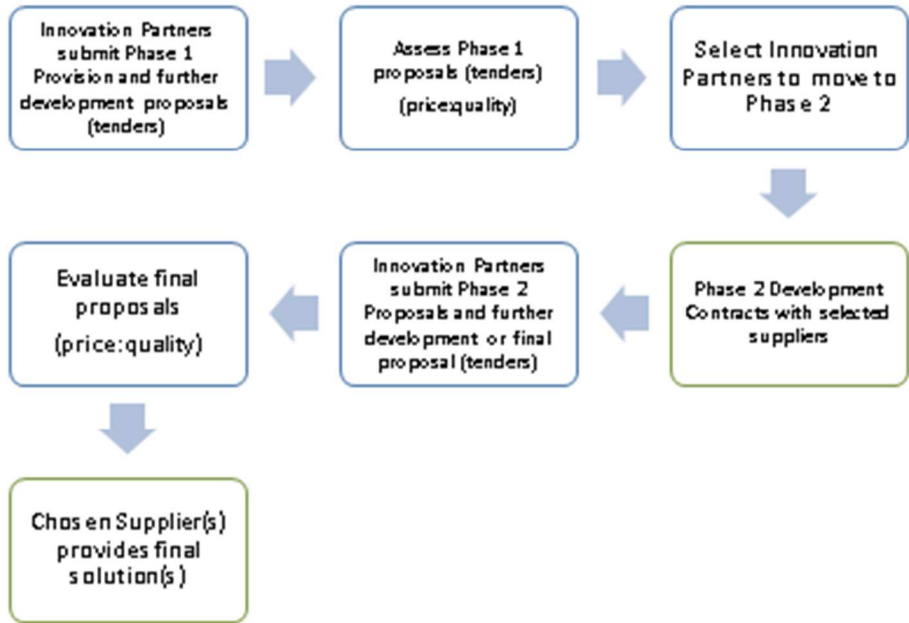 Innovation Partners
submit Phase 1
Provision and further
development proposals
(tenders)
Assess Phase 1
proposals (tenders)
(price:quality)
Select Innovation
Partners to move to
Phase 2
Phase 2 Development
Contracts with selected
suppliers
Innovation Partners
submit Phase 2
Proposals and further
development or final
proposal (tenders)
Evaluate final
proposals
(price:quality)
Chosen Supplier(s)
provides final
solution(s)